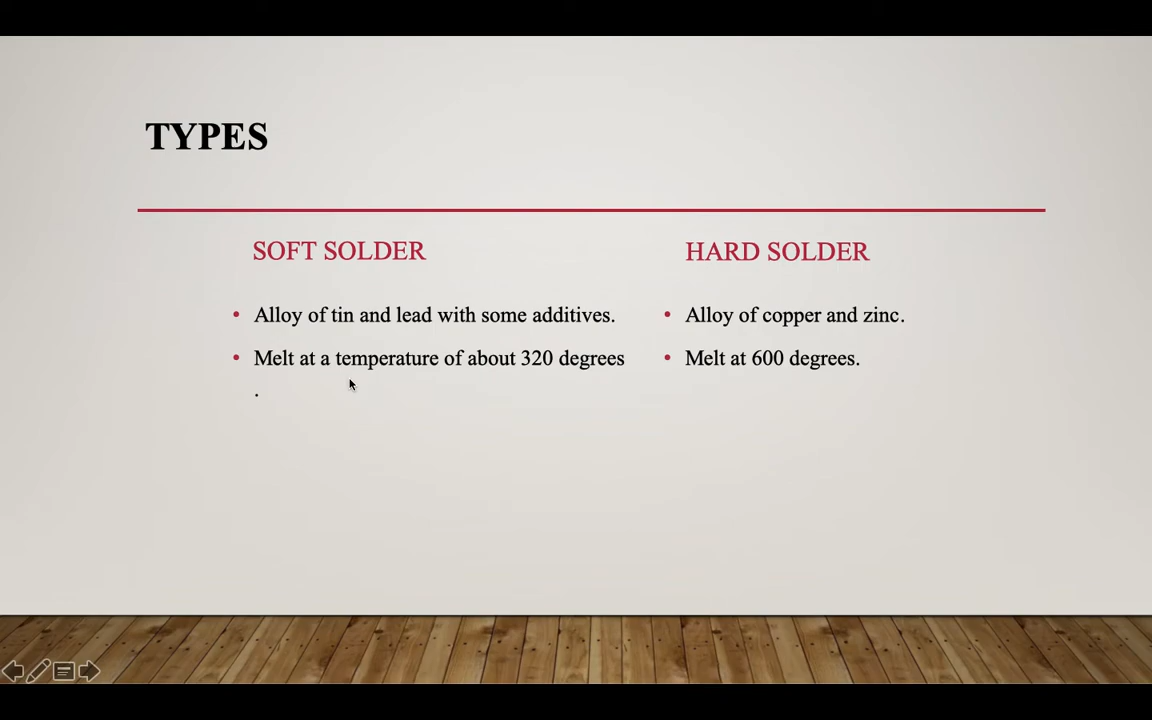 TYPES
SOFT SOLDER
• Alloy of tin and lead with some additives.
• Melt at a temperature of about 320 degrees
.
HARD SOLDER
• Alloy of copper and zinc.
• Melt at 600 degrees.